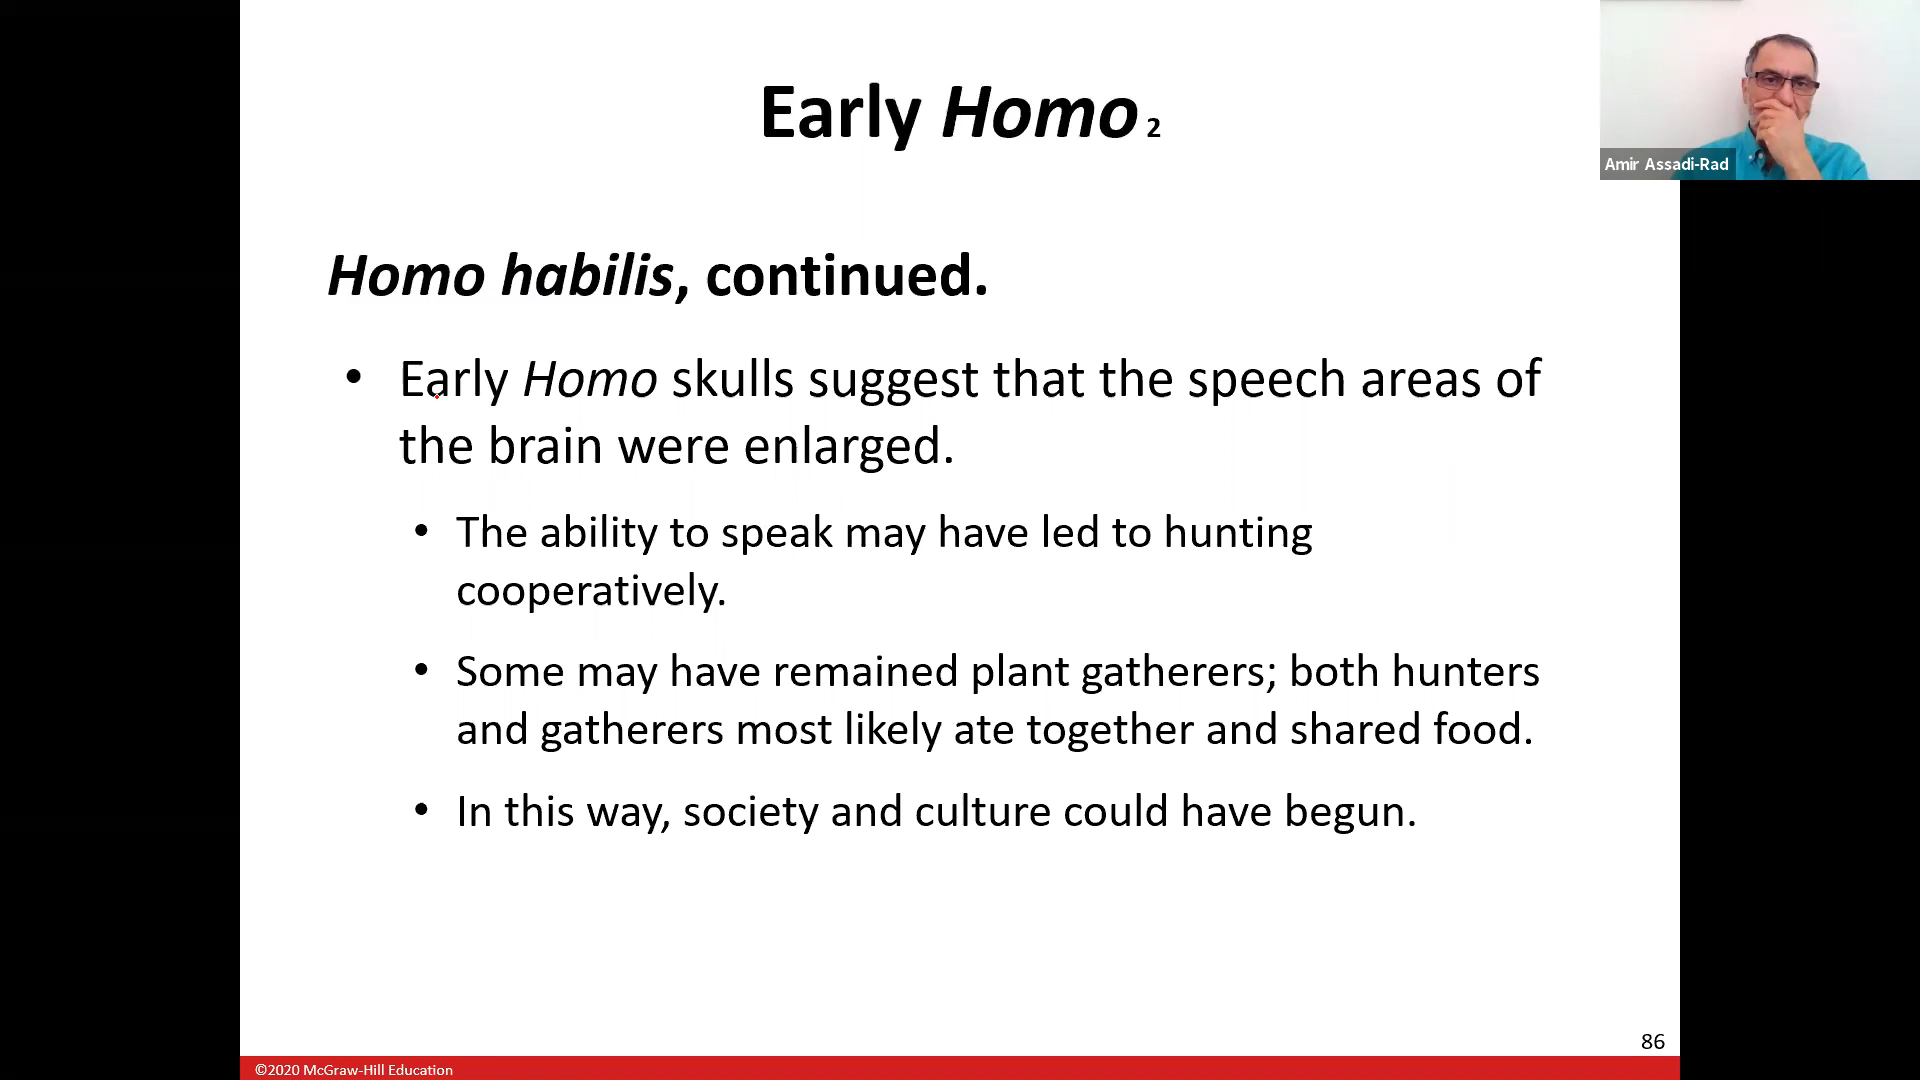 Early Homo 2
Amir Assadi-Rad
Homo habilis, continued.
• Early Homo skulls suggest that the speech areas of
the brain were enlarged.
• The ability to speak may have led to hunting
cooperatively.
• Some may have remained plant gatherers; both hunters
and gatherers most likely ate together and shared food.
• In this way, society and culture could have begun.
86
©2020 McGraw-Hill Education